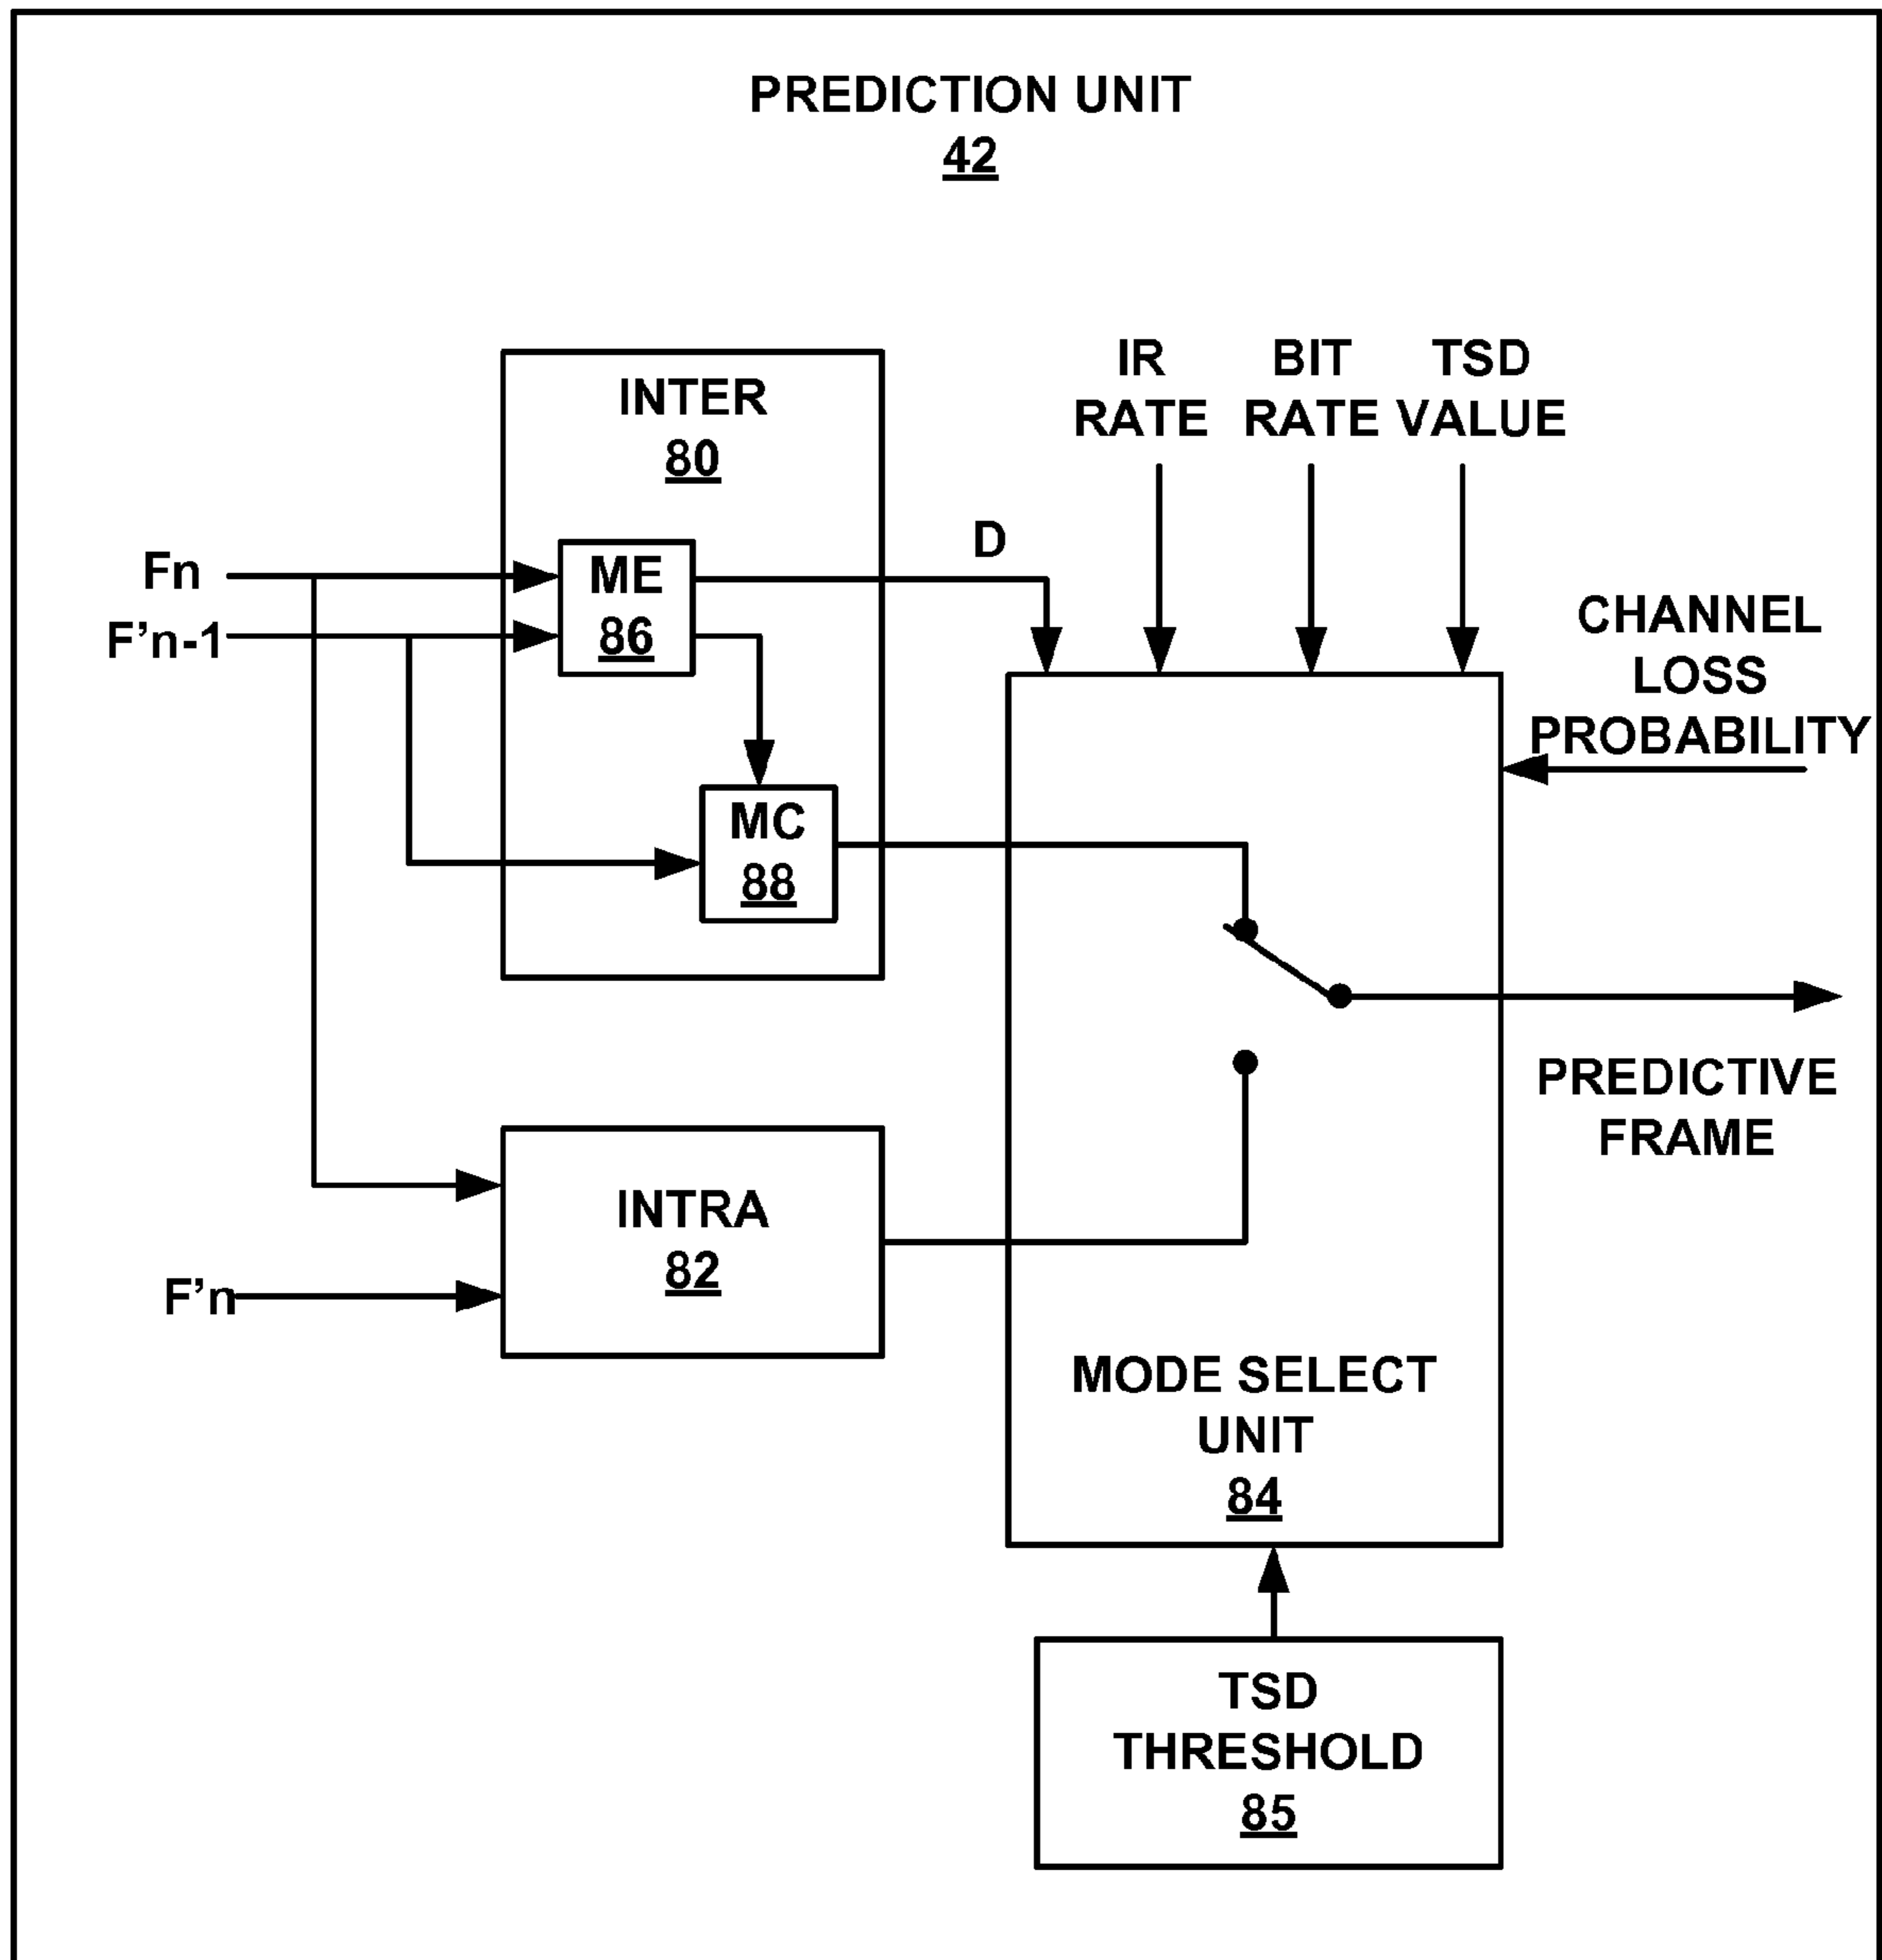 PREDICTION UNIT
42
INTER
80
IR
RATE
BIT
RATE
TSD
VALUE
D
Fn
F'n-1
ME
86
MC
88
CHANNEL
LOSS
PROBABILITY
PREDICTIVE
FRAME
INTRA
82
F’n
MODE SELECT
UNIT
84
TSD
THRESHOLD
85